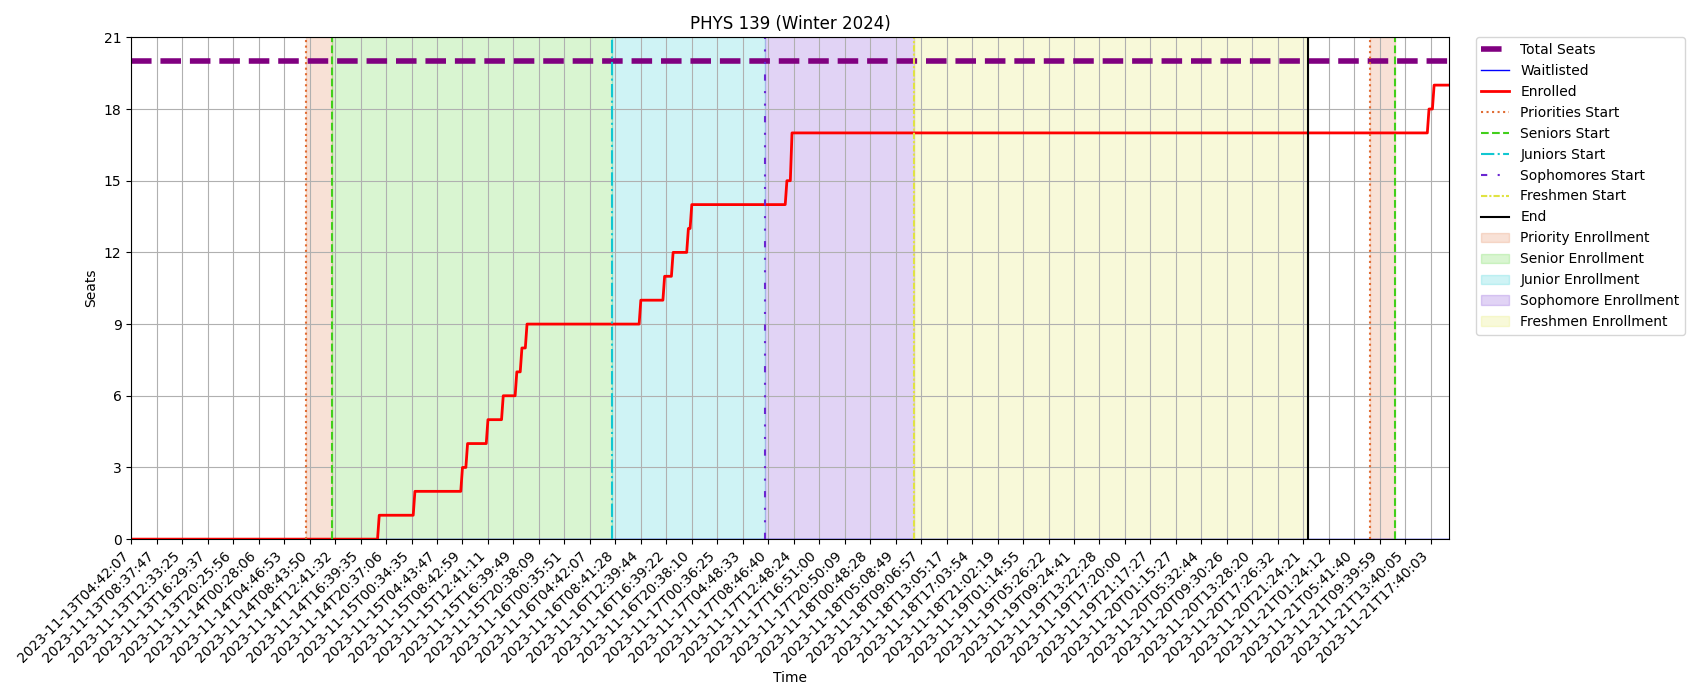 PHYS 139 (Winter 2024)
21
18
15
12
9
6
3
0
Seats
2023-11-13T04:42:07
2023-11-13T08:37:47
2023-11-13T12:33:25
2023-11-13T16:29:37
2023-11-13T20:25:56
2023-11-14T00:28:06
2023-11-14T04:46:53
2023-11-14T08:43:50
2023-11-14T12:41:32
2023-11-14T16:39:35
2023-11-14T20:37:06
2023-11-15T00:34:35
2023-11-15T04:43:47
2023-11-15T08:42:59
2023-11-15T12:41:11
2023-11-15T16:39:49
2023-11-15T20:38:09
2023-11-16T00:35:51
2023-11-16T04:42:07
2023-11-16T08:41:28
2023-11-16T12:39:44
2023-11-16T16:39:22
2023-11-16T20:38:10
2023-11-17T00:36:25
2023-11-17T04:48:33
2023-11-17T08:46:40
2023-11-17T12:48:24
2023-11-17T16:51:00
2023-11-17T20:50:09
2023-11-18T00:48:28
2023-11-18T05:08:49
2023-11-18T09:06:57
2023-11-18T13:05:17
2023-11-18T17:03:54
2023-11-18T21:02:19
2023-11-19T01:14:55
2023-11-19T05:26:22
2023-11-19T09:24:41
2023-11-19T13:22:28
2023-11-19T17:20:00
2023-11-19T21:17:27
2023-11-20T01:15:27
2023-11-20T05:32:44
2023-11-20T09:30:26
2023-11-20T13:28:20
2023-11-20T17:26:32
2023-11-20T21:24:21
2023-11-21T01:24:12
2023-11-21T05:41:40
2023-11-21T09:39:59
2023-11-21T13:40:05
2023-11-21T17:40:03
Time
Total Seats
Waitlisted
Enrolled
Priorities Start
Seniors Start
Juniors Start
Sophomores Start
Freshmen Start
End
Priority Enrollment
Senior Enrollment
Junior Enrollment
Sophomore Enrollment
Freshmen Enrollment